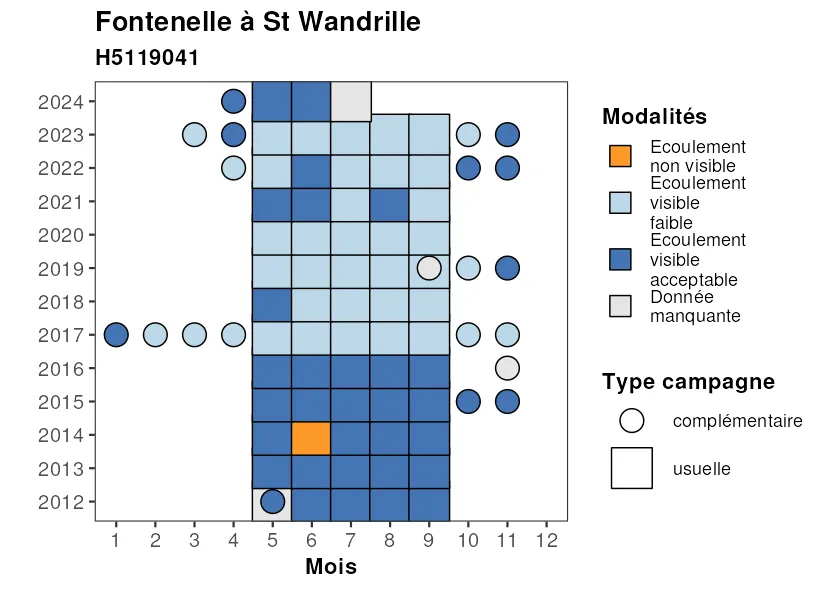 Fontenelle à St Wandrille
H5119041
2024
2023
2022
2021
2020
2019
2018
2017
2016
2015
2014
2013
2012
1 2 3 4 5 6 7 8 9 10 11 12
Mois
Modalités
Ecoulement
non visible
Ecoulement
visible
faible
Ecoulement
visible
acceptable
Donnée
manquante
Type campagne
complémentaire
usuelle